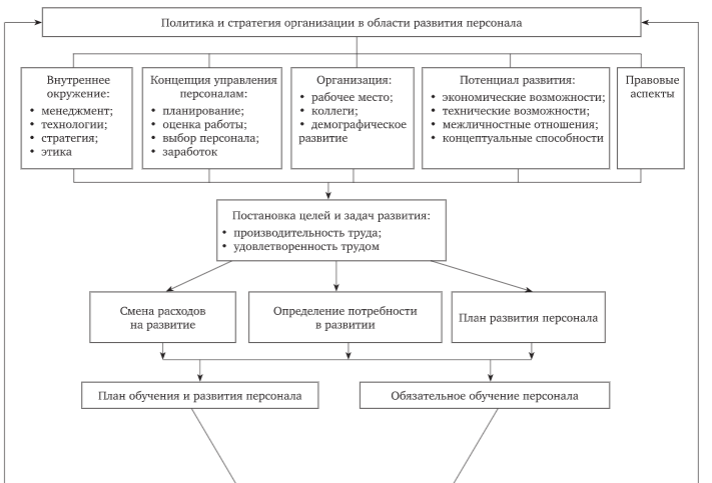 Политика и стратегия организации в области развития персонала
Внутреннее
окружение:
• менеджмент;
• технологии;
• стратегия;
• этика
Концепция управления
персоналам:
• планирование;
• оценка работы;
• выбор персонала;
• заработок
Организация:
• рабочее место;
• коллеги;
• демографическое
развитие
Потенциал развития:
• экономические возможности;
• технические возможности;
• межличностные отношения;
• концептуальные способности
Правовые
аспекты
Постановка целей и задач развития:
• производительность труда;
• удовлетворенность трудом
Смена расходов
на развитие
Определение потребности
в развитии
План развития персонала
План обучения и развития персонала
Обязательное обучение персонала